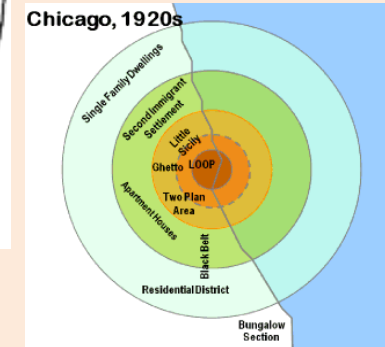 Chicago, 1920s
Single Family Dwellings
Second Immigrant
Settlement
Little
Sicily
LOOP
Ghetto
Two Plan
Area
Apartment Houses
Black Belt
Residential District
Bungalow
Section